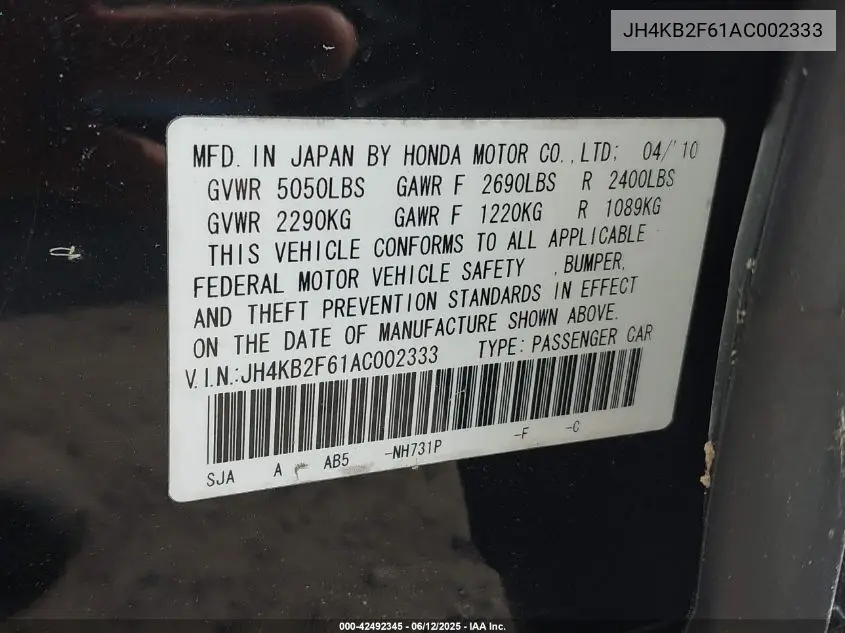 JH4KB2F61AC002333
MFD. IN JAPAN BY HONDA MOTOR CO.,LTD; 04/'10
GVWR 5050LBS GAWR F 2690LBS R 2400LBS
GVWR 2290KG GAWR F 1220KG R 1089KG
THIS VEHICLE CONFORMS TO ALL APPLICABLE
FEDERAL MOTOR VEHICLE SAFETY ,BUMPER,
AND THEFT PREVENTION STANDARDS IN EFFECT
ON THE DATE OF MANUFACTURE SHOWN ABOVE.
V.I.N.:JH4KB2F61AC002333 TYPE: PASSENGER CAR
SJA A AB5 -NH731P -F -C
000-42492345 - 06/12/2025 - IAA Inc.